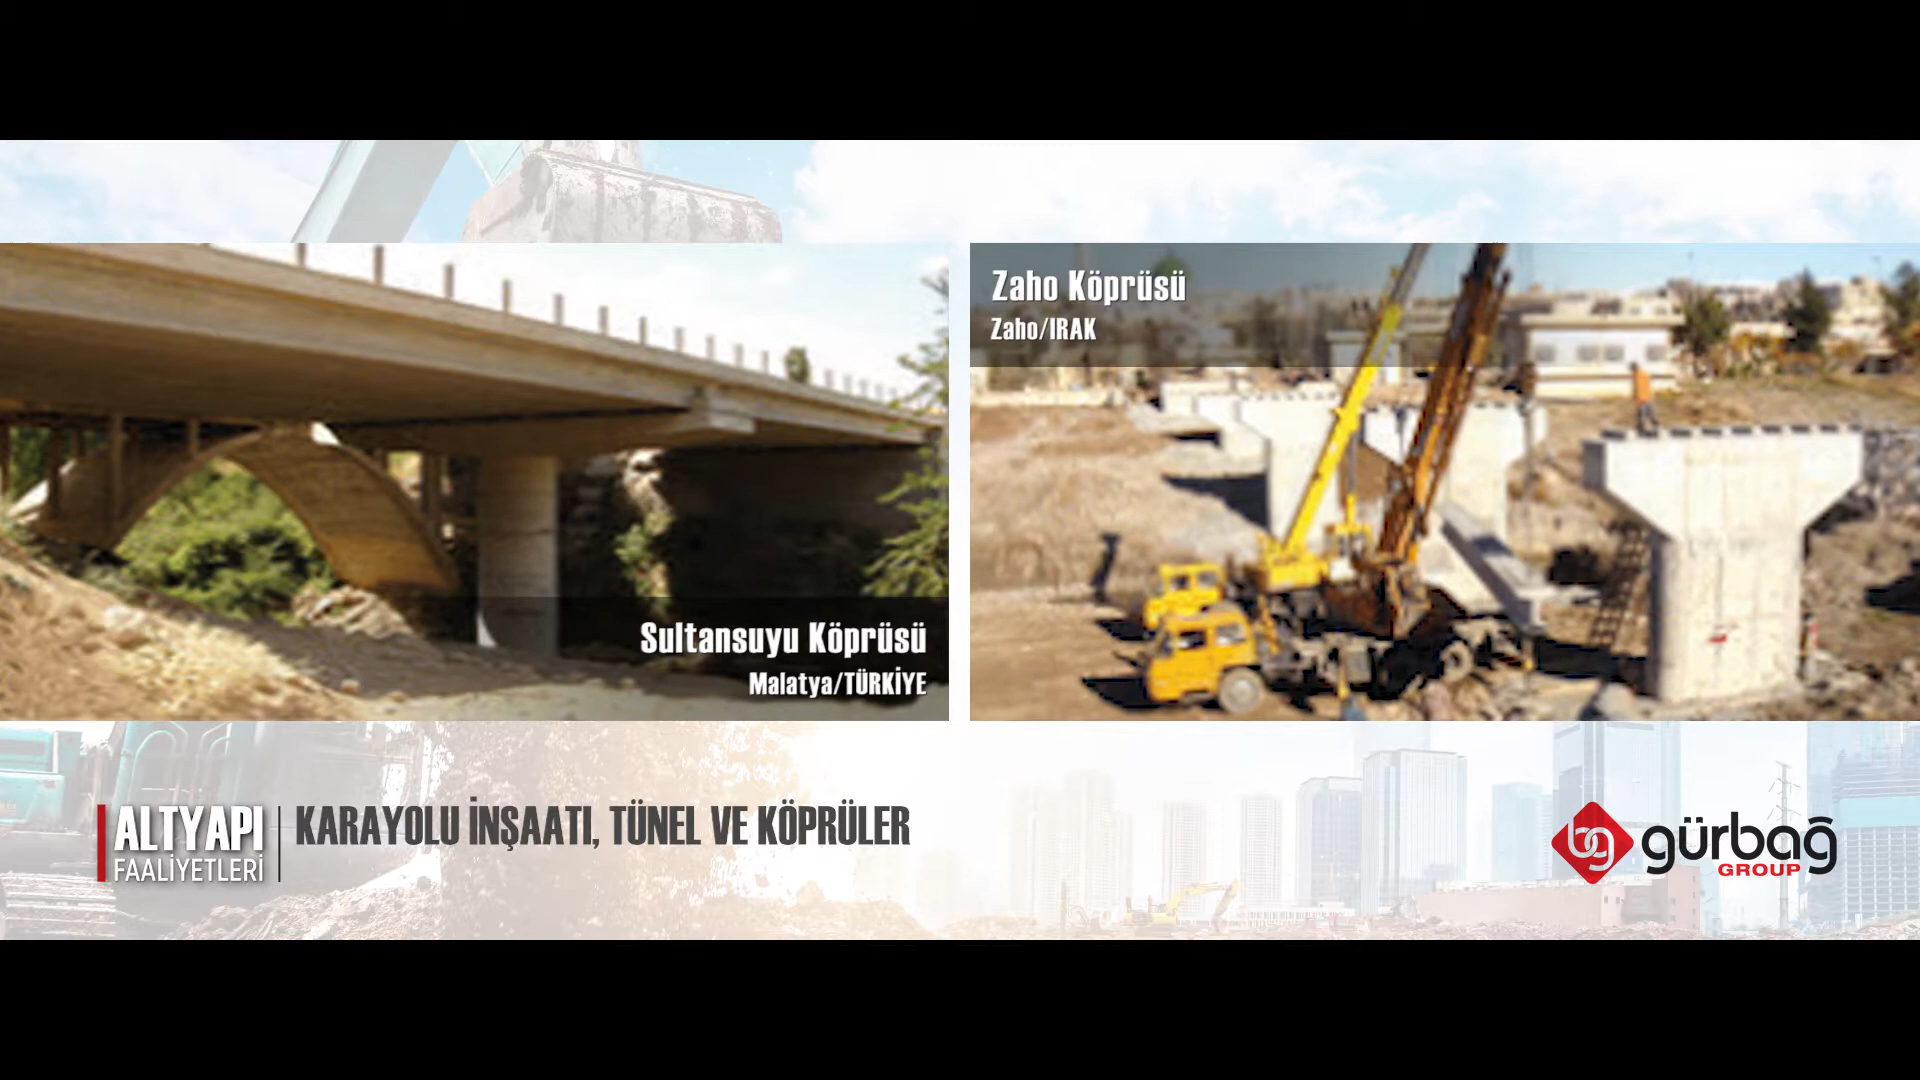 Zaho Köprüsü
Zaho/IRAK
Sultansuyu Köprüsü
Malatya/TÜRKİYE
ALTYAPI
FAALİYETLERİ
KARAYOLU İNŞAATI, TÜNEL VE KÖPRÜLER
bg gürbağ
GROUP